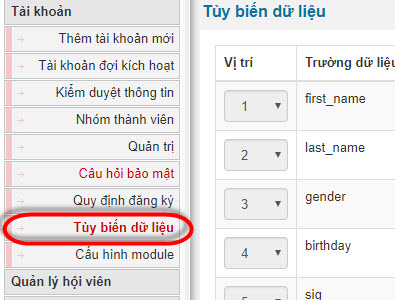 Tài khoản
Thêm tài khoản mới
Tài khoản đợi kích hoạt
Kiểm duyệt thông tin
Nhóm thành viên
Quản trị
Câu hỏi bảo mật
Quy định đăng ký
Tùy biến dữ liệu
Cấu hình module
Quản lý hội viên
Tùy biến dữ liệu
Vị trí Trường dữ liệu
1 first_name
2 last_name
3 gender
4 birthday
5 sig